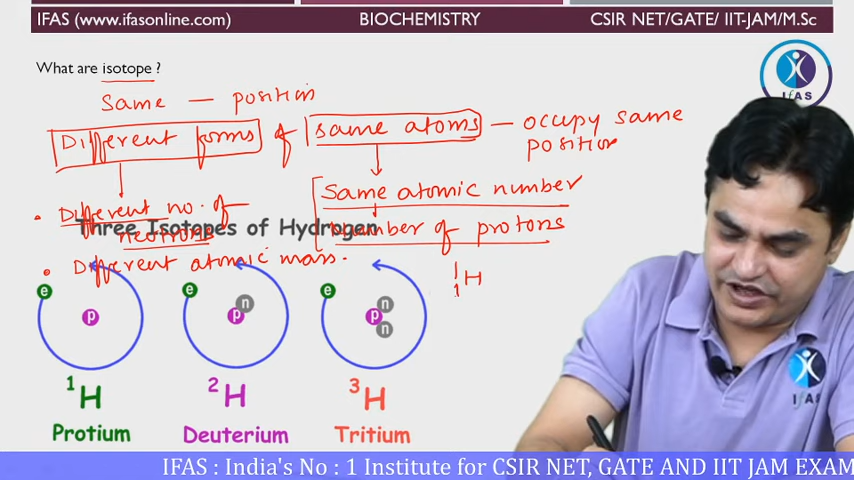 IFAS (www.ifasonline.com) BIOCHEMISTRY CSIR NET/GATE/ IIT-JAM/M.Sc
What are isotope ?
IFAS
Same — position
Different forms of same atoms — occupy same
position
Same atomic number
• Different no. of
neutrons
Number of protons
Three Isotopes of Hydrogen
• Different atomic mass.
1
1H
e p
e p n
e p n n
1H 2H 3H
Protium Deuterium Tritium
IFAS
IFAS : India's No : 1 Institute for CSIR NET, GATE AND IIT JAM EXAM